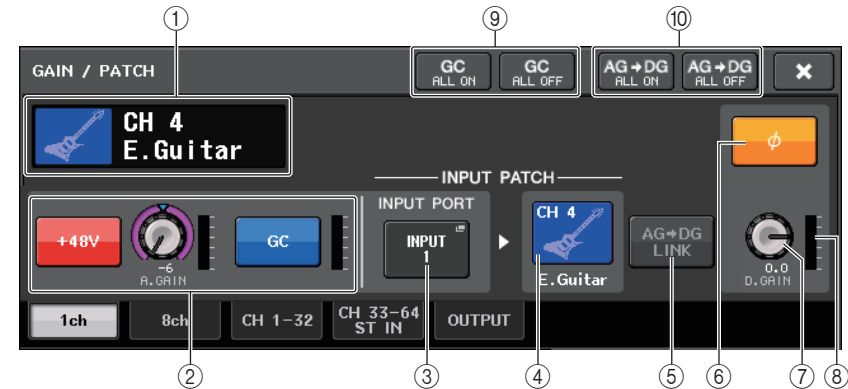 ① ⑨ ⑩
GAIN / PATCH
GC ALL ON
GC ALL OFF
AG→DG ALL ON
AG→DG ALL OFF
×
CH 4
E.Guitar
φ
INPUT PATCH
INPUT PORT
+48V
-6
A.GAIN
GC
INPUT
1
CH 4
E.Guitar
AG→DG
LINK
0.0
D.GAIN
1ch
8ch
CH 1-32
CH 33-64
ST IN
OUTPUT
② ③ ④ ⑤ ⑥ ⑦ ⑧